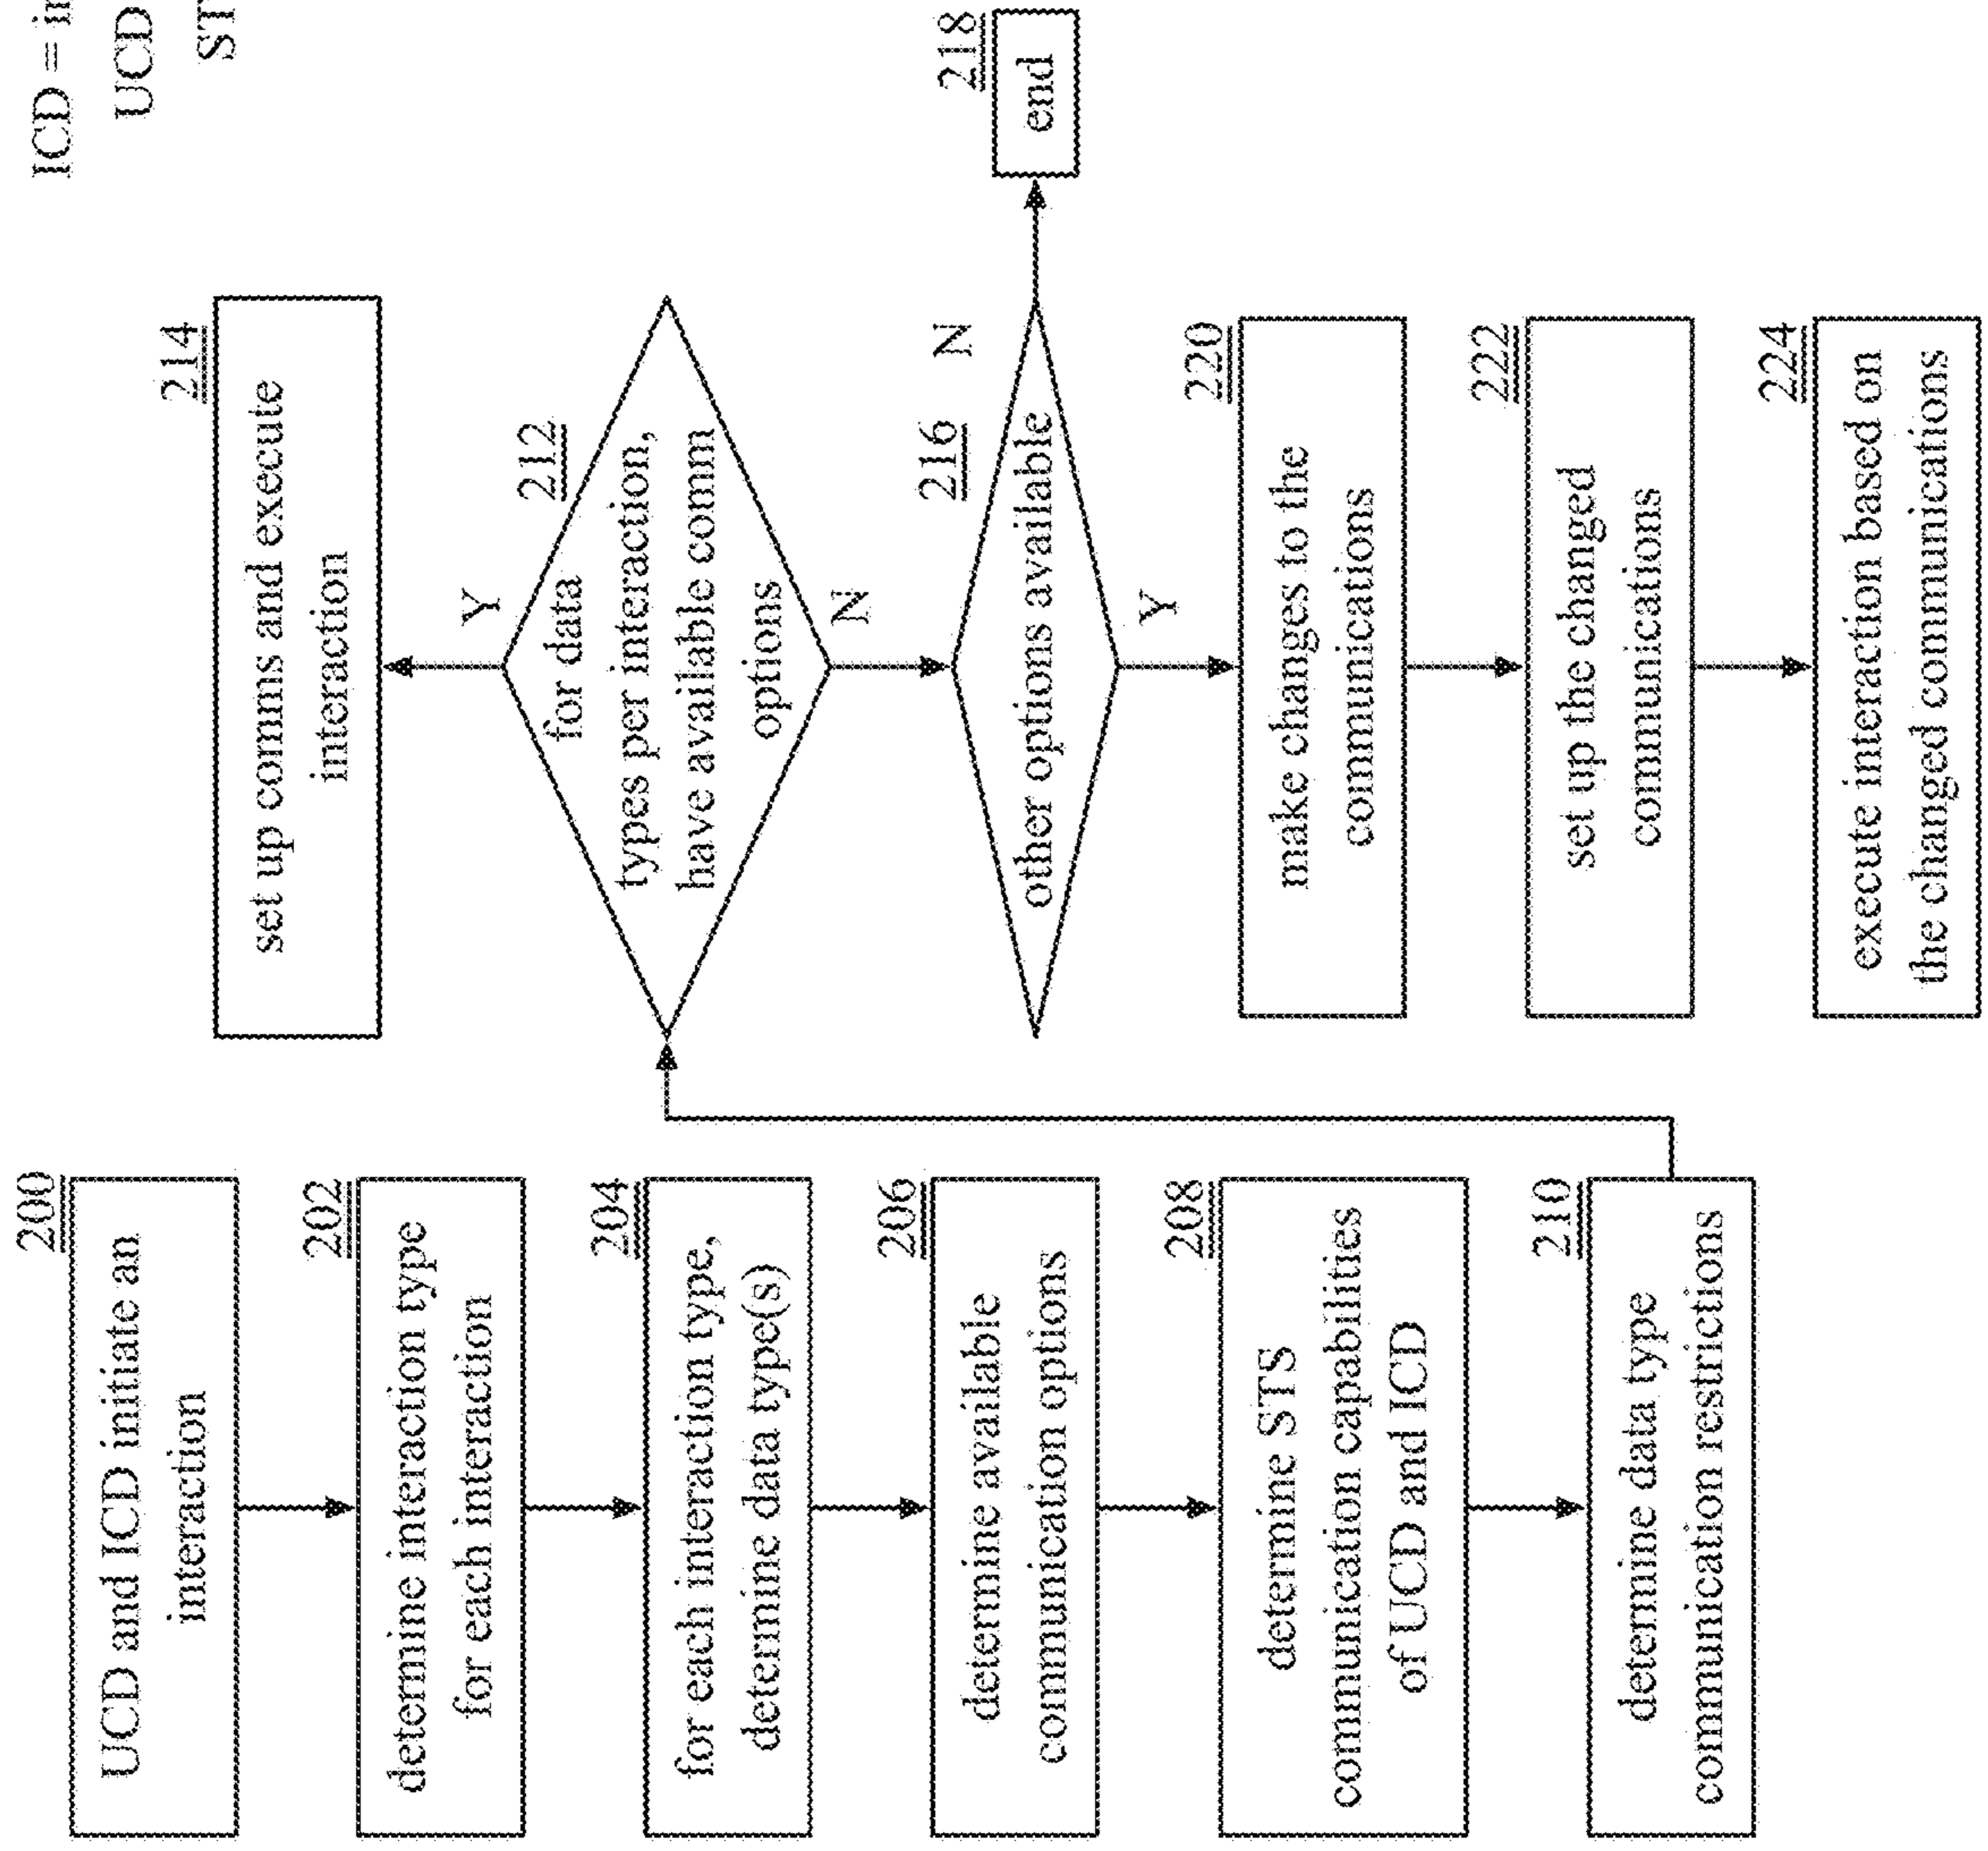 200
UCD and ICD initiate an
interaction
202
determine interaction type
for each interaction
204
for each interaction type,
determine data type(s)
206
determine available
communication options
208
determine STS
communication capabilities
of UCD and ICD
210
determine data type
communication restrictions
214
set up comms and execute
interaction
Y
212
for data
types per interaction,
have available comm
options
N
216
other options available
N
218
end
Y
220
make changes to the
communications
222
set up the changed
communications
224
execute interaction based on
the changed communications
ICD =
UCD